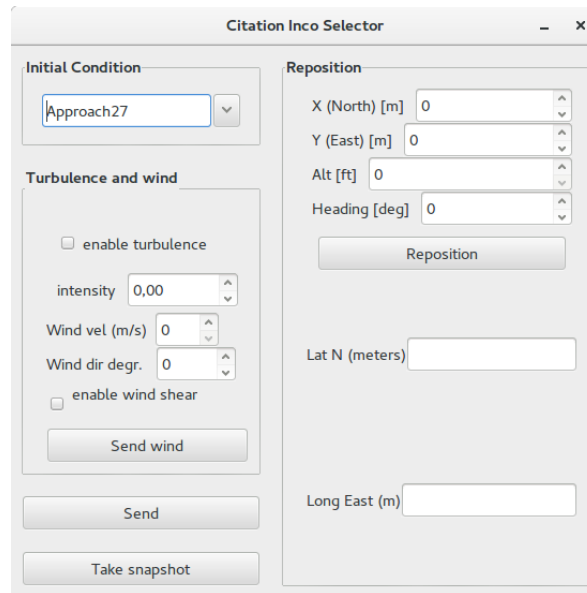 Citation Inco Selector
Initial Condition
Approach27
Turbulence and wind
enable turbulence
intensity 0,00
Wind vel (m/s) 0
Wind dir degr. 0
enable wind shear
Send wind
Send
Take snapshot
Reposition
X (North) [m] 0
Y (East) [m] 0
Alt [ft] 0
Heading [deg] 0
Reposition
Lat N (meters)
Long East (m)